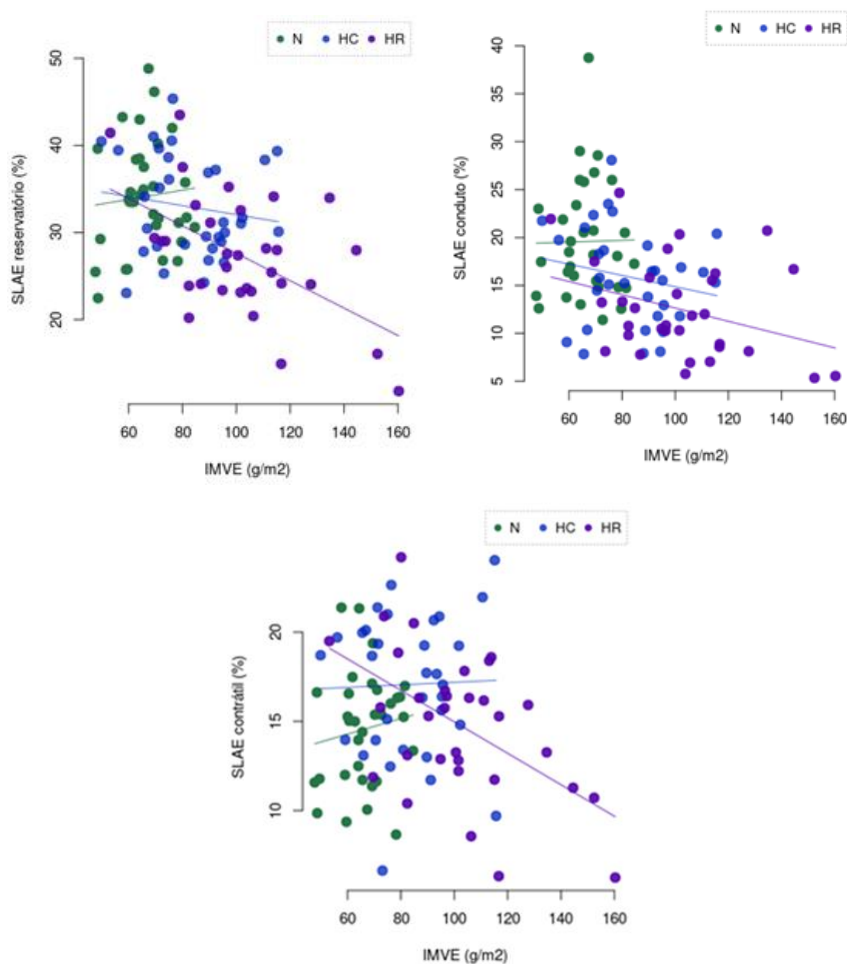 N HC HR
50
40
30
20
SLAE reservatório (%)
60 80 100 120 140 160
IMVE (g/m2)
N HC HR
40
35
30
25
20
15
10
5
SLAE conduto (%)
60 80 100 120 140 160
IMVE (g/m2)
N HC HR
20
15
10
SLAE contrátil (%)
60 80 100 120 140 160
IMVE (g/m2)